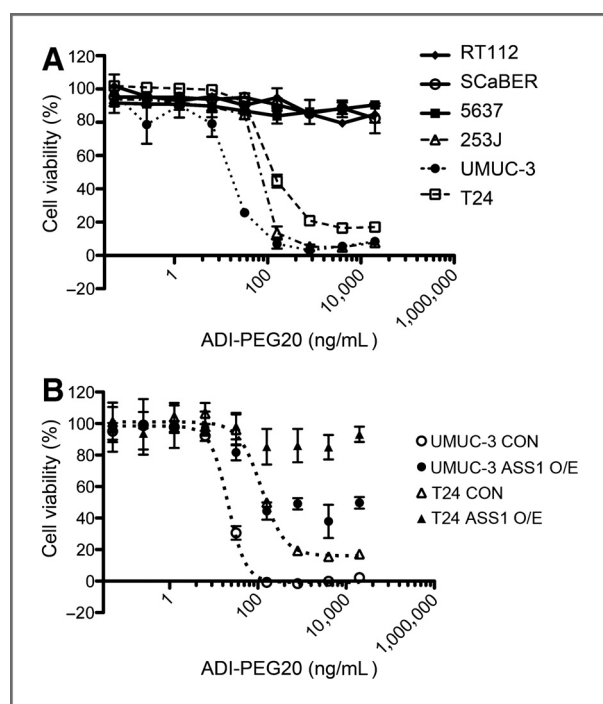 A
Cell viability (%)
120
100
80
60
40
20
0
–20
1
100
10,000
1,000,000
ADI-PEG20 (ng/mL)
RT112
SCaBER
5637
253J
UMUC-3
T24
B
Cell viability (%)
120
100
80
60
40
20
0
–20
1
100
10,000
1,000,000
ADI-PEG20 (ng/mL)
UMUC-3 CON
UMUC-3 ASS1 O/E
T24 CON
T24 ASS1 O/E